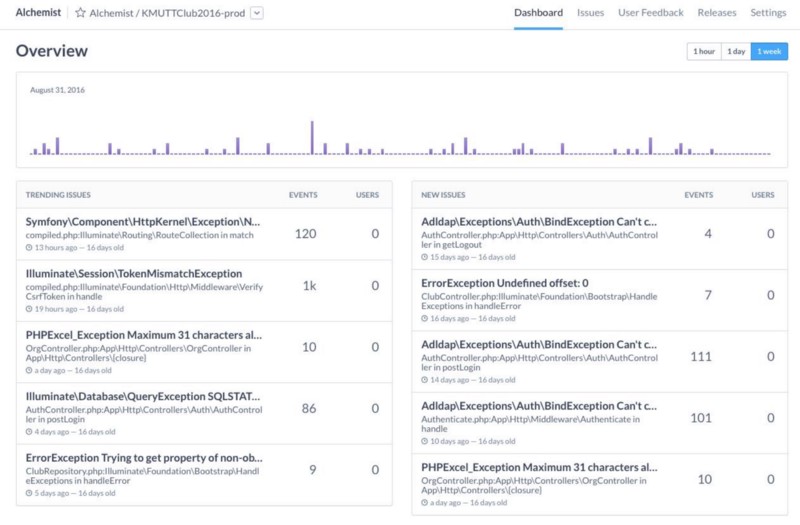 Alchemist
Alchemist / KMUTTClub2016-prod
Dashboard
Issues
User Feedback
Releases
Settings
Overview
1 hour
1 day
1 week
August 31, 2016
TRENDING ISSUES EVENTS USERS
Symfony\Component\HttpKernel\Exception\N...
compiled.php:Illuminate\Routing\RouteCollection in match
13 hours ago — 16 days old
120 0
Illuminate\Session\TokenMismatchException
compiled.php:Illuminate\Foundation\Http\Middleware\Verify
CsrfToken in handle
19 hours ago — 16 days old
1k 0
PHPExcel_Exception Maximum 31 characters al...
OrgController.php:App\Http\Controllers\OrgController in
App\Http\Controllers\{closure}
a day ago — 16 days old
10 0
Illuminate\Database\QueryException SQLSTAT...
AuthController.php:App\Http\Controllers\Auth\AuthControl
ler in postLogin
4 days ago — 16 days old
86 0
ErrorException Trying to get property of non-ob...
ClubRepository.php:Illuminate\Foundation\Bootstrap\Handl
eExceptions in handleError
5 days ago — 16 days old
9 0
NEW ISSUES EVENTS USERS
Adldap\Exceptions\Auth\BindException Can't c...
AuthController.php:App\Http\Controllers\Auth\AuthControl
ler in getLogout
15 days ago — 16 days old
4 0
ErrorException Undefined offset: 0
ClubController.php:Illuminate\Foundation\Bootstrap\Handle
Exceptions in handleError
16 days ago — 16 days old
7 0
Adldap\Exceptions\Auth\BindException Can't c...
AuthController.php:App\Http\Controllers\Auth\AuthControl
ler in postLogin
14 days ago — 16 days old
111 0
Adldap\Exceptions\Auth\BindException Can't c...
Authenticate.php:App\Http\Middleware\Authenticate in
handle
10 days ago — 16 days old
101 0
PHPExcel_Exception Maximum 31 characters al...
OrgController.php:App\Http\Controllers\OrgController in
App\Http\Controllers\{closure}
a day ago — 16 days old
10 0